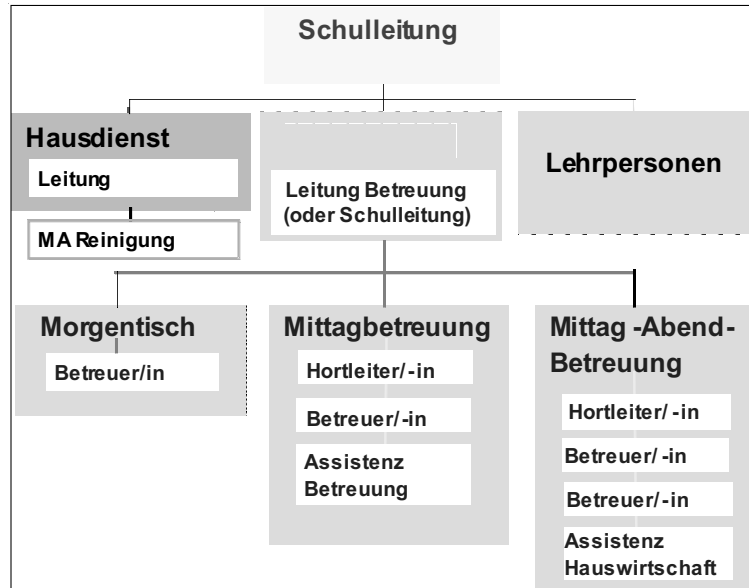 Schulleitung
Hausdienst
Leitung
MA Reinigung
Leitung Betreuung
(oder Schulleitung)
Lehrpersonen
Morgentisch
Betreuer/in
Mittagbetreuung
Hortleiter/-in
Betreuer/-in
Assistenz
Betreuung
Mittag -Abend-
Betreuung
Hortleiter/-in
Betreuer/-in
Betreuer/-in
Assistenz
Hauswirtschaft